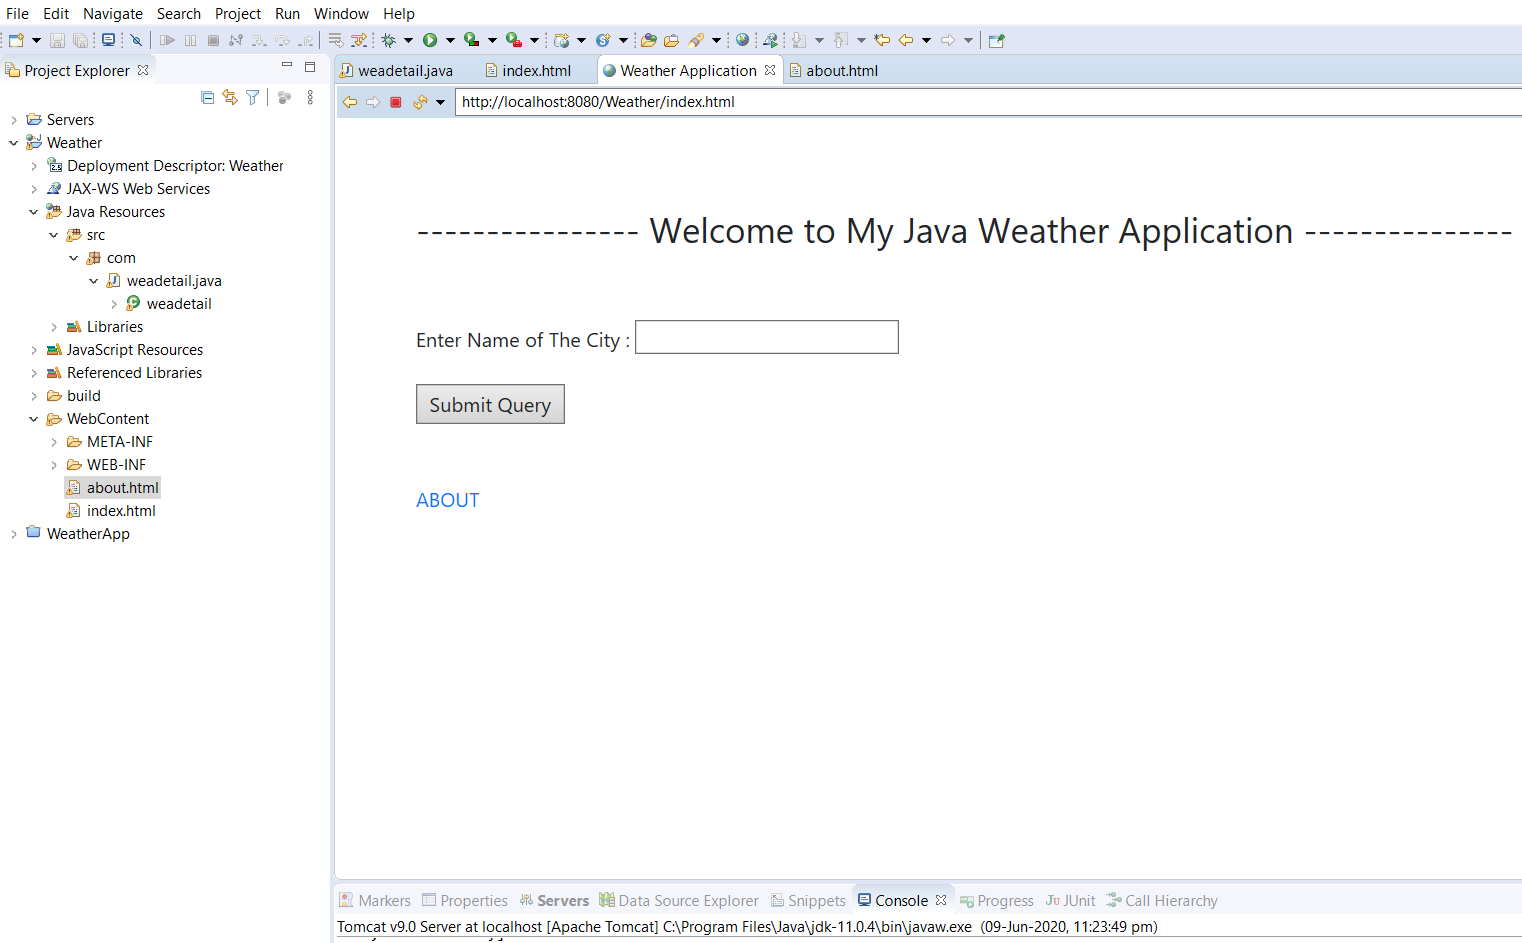 File Edit Navigate Search Project Run Window Help
Project Explorer
weadetail.java index.html Weather Application about.html
http://localhost:8080/Weather/index.html
Servers
Weather
Deployment Descriptor: Weather
JAX-WS Web Services
Java Resources
src
com
weadetail.java
weadetail
Libraries
JavaScript Resources
Referenced Libraries
build
WebContent
META-INF
WEB-INF
about.html
index.html
WeatherApp
---------------- Welcome to My Java Weather Application ---------------
Enter Name of The City :
Submit Query
ABOUT
Markers Properties Servers Data Source Explorer Snippets Console Progress JUnit Call Hierarchy
Tomcat v9.0 Server at localhost [Apache Tomcat] C:\Program Files\Java\jdk-11.0.4\bin\javaw.exe (09-Jun-2020, 11:23:49 pm)